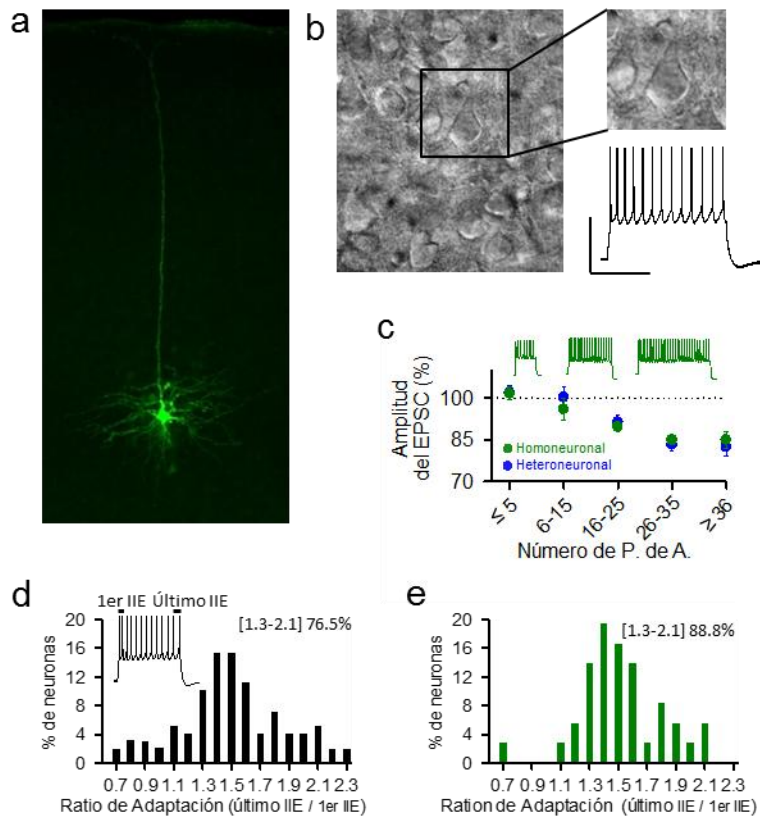 a
b
c
Amplitud
del EPSC (%)
100
85
70
Homoneuronal
Heteroneuronal
≤ 5
6-15
16-25
26-35
≥ 36
Número de P. de A.
d
1er IIE Último IIE
[1.3-2.1] 76.5%
% de neuronas
20
16
12
8
4
0
0.7 0.9 1.1 1.3 1.5 1.7 1.9 2.1 2.3
Ratio de Adaptación (último IIE / 1er IIE)
e
[1.3-2.1] 88.8%
% de neuronas
20
16
12
8
4
0
0.7 0.9 1.1 1.3 1.5 1.7 1.9 2.1 2.3
Ration de Adaptación (último IIE / 1er IIE)